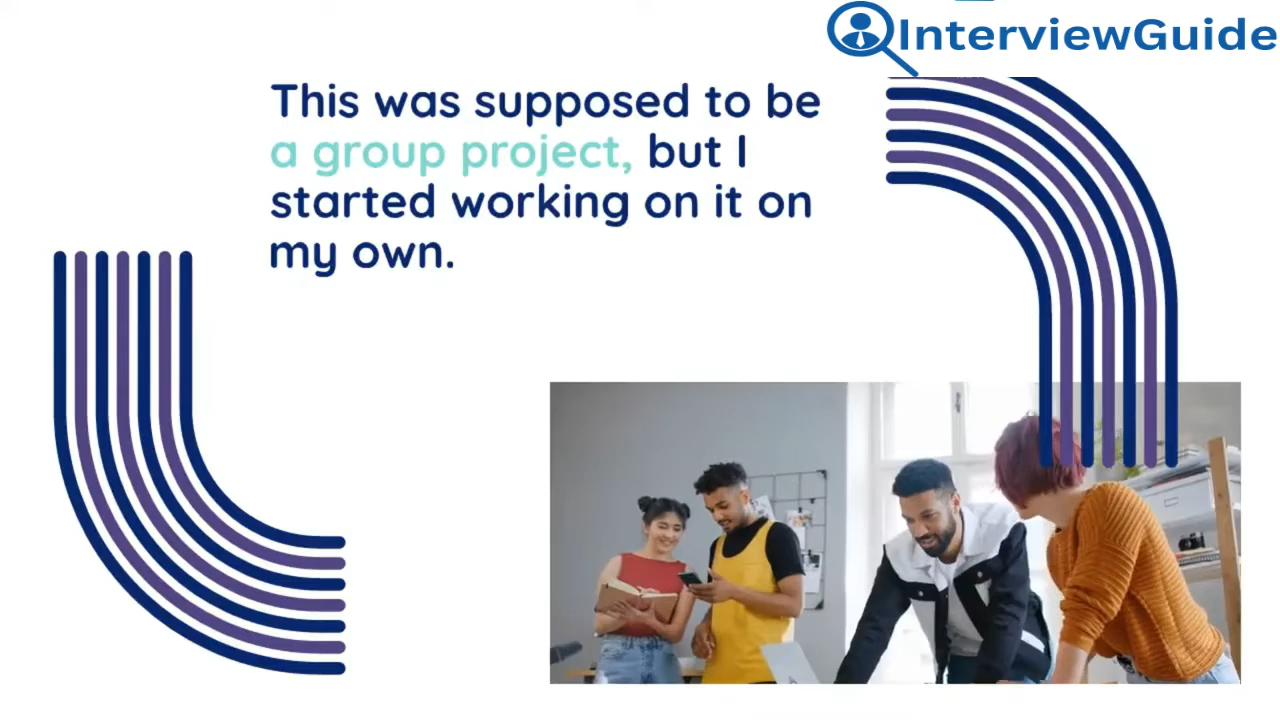 InterviewGuide
This was supposed to be
a group project, but I
started working on it on
my own.